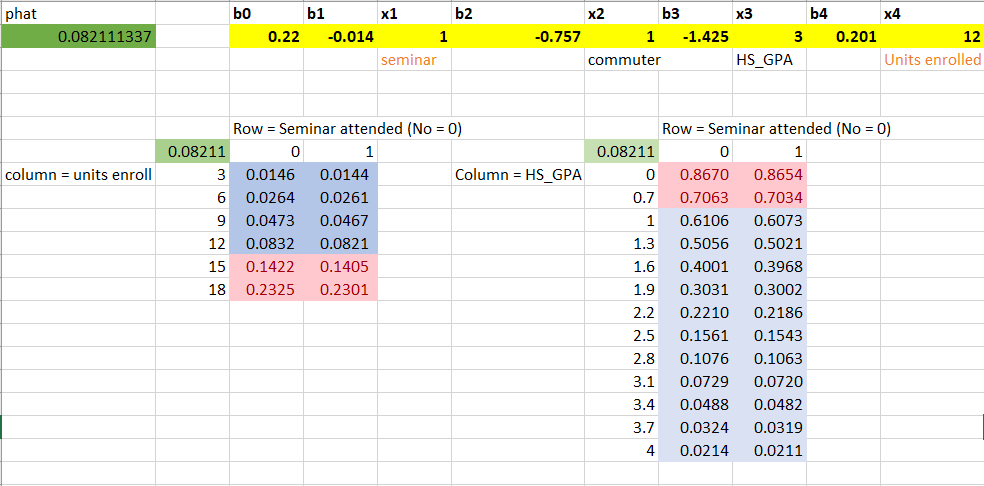 phat b0 b1 x1 b2 x2 b3 x3 b4 x4
0.082111337 0.22 -0.014 1 -0.757 1 -1.425 3 0.201 12
seminar commuter HS_GPA Units enrolled
Row = Seminar attended (No = 0) Row = Seminar attended (No = 0)
0.08211 0 1 0.08211 0 1
column = units enroll 3 0.0146 0.0144 Column = HS_GPA 0 0.8670 0.8654
6 0.0264 0.0261 0.7 0.7063 0.7034
9 0.0473 0.0467 1 0.6106 0.6073
12 0.0832 0.0821 1.3 0.5056 0.5021
15 0.1422 0.1405 1.6 0.4001 0.3968
18 0.2325 0.2301 1.9 0.3031 0.3002
2.2 0.2210 0.2186
2.5 0.1561 0.1543
2.8 0.1076 0.1063
3.1 0.0729 0.0720
3.4 0.0488 0.0482
3.7 0.0324 0.0319
4 0.0214 0.0211